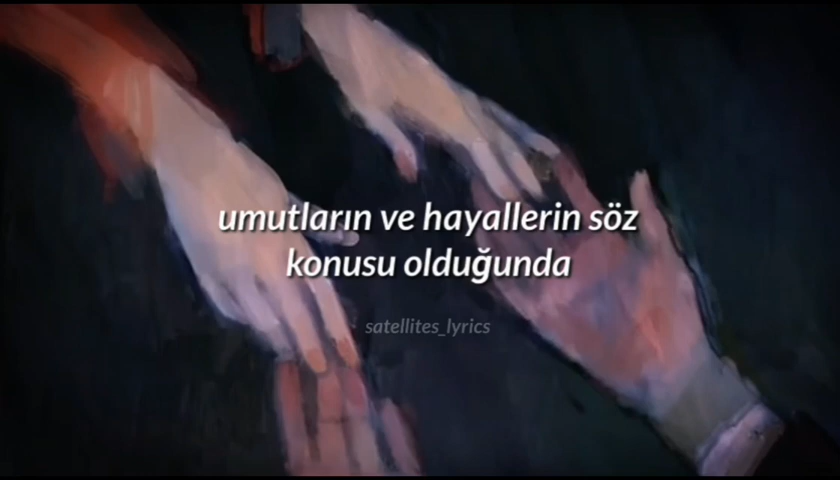 umutların ve hayallerin söz
konusu olduğunda
satellites_lyrics